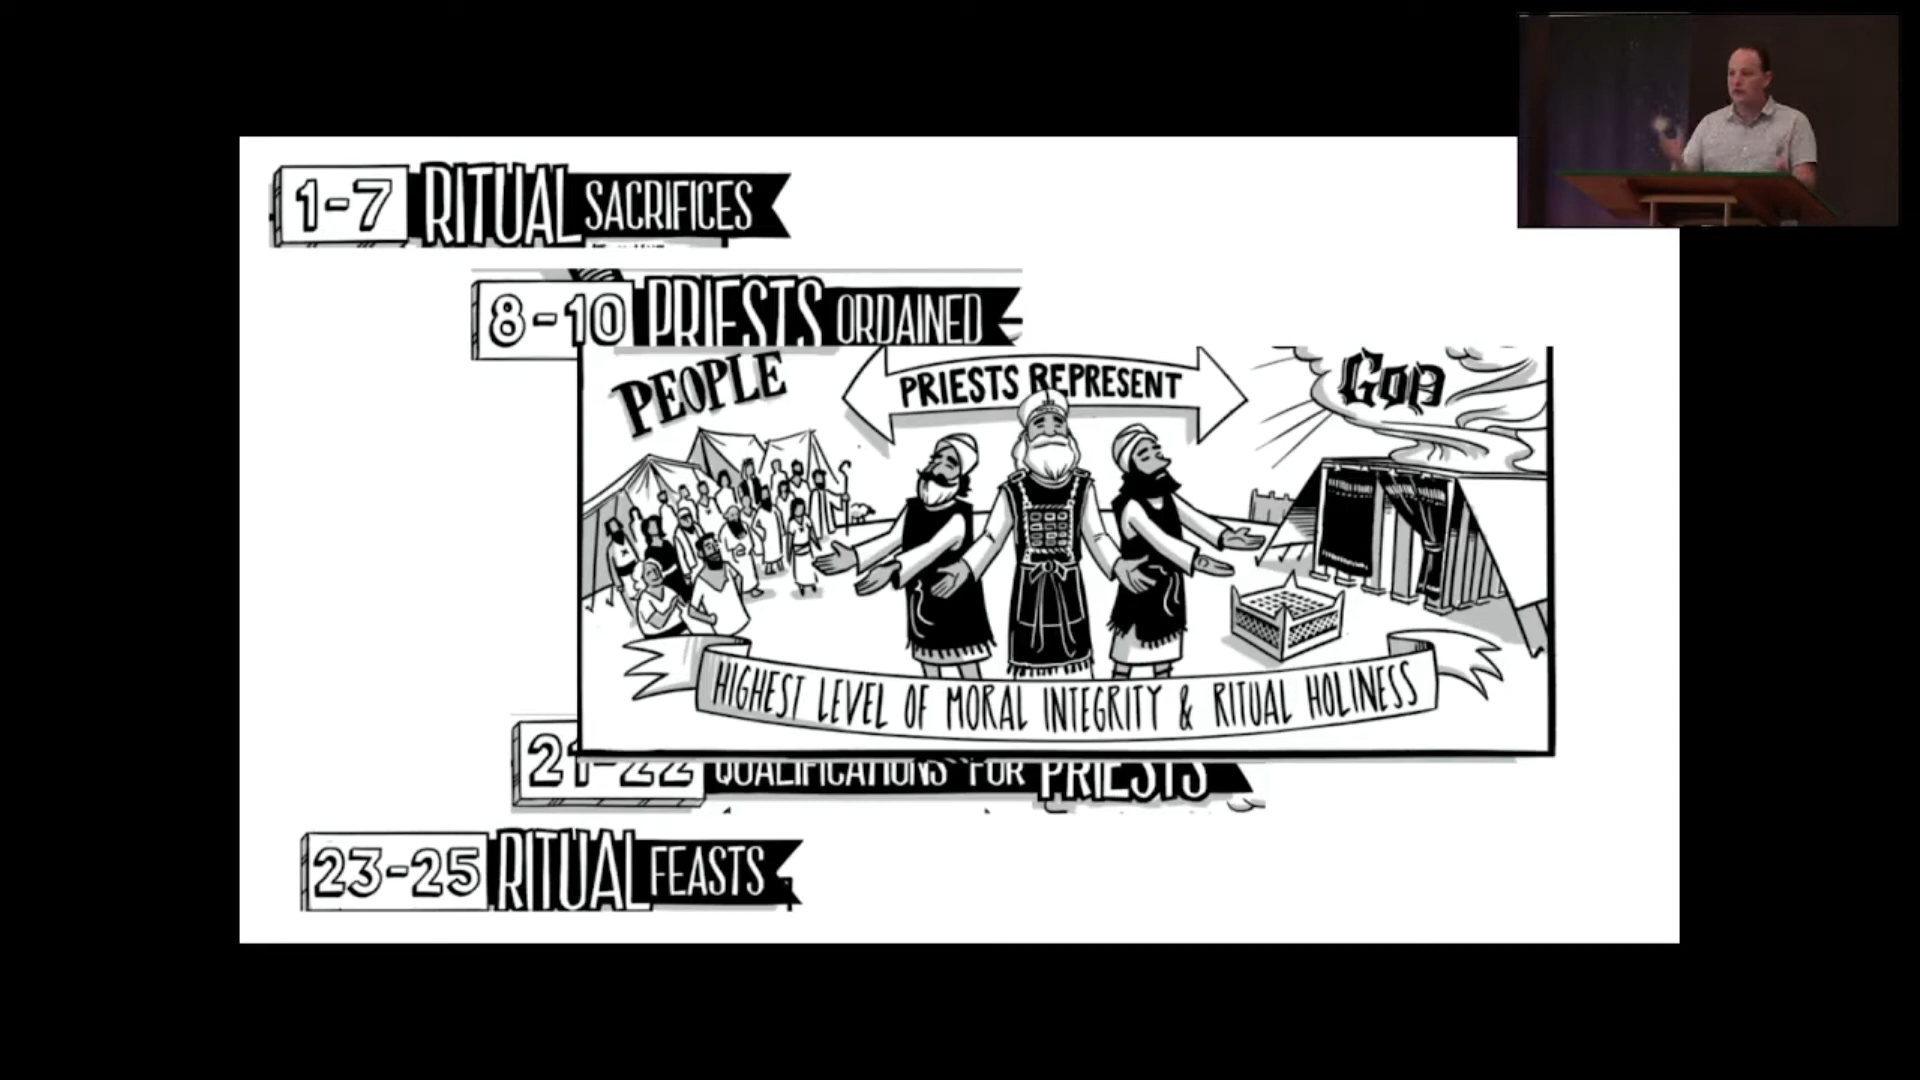 1-7 RITUAL SACRIFICES
8-10 PRIESTS ORDAINED
PEOPLE
PRIESTS REPRESENT
GOD
HIGHEST LEVEL OF MORAL INTEGRITY & RITUAL HOLINESS
21-22 QUALIFICATIONS FOR PRIESTS
23-25 RITUAL FEASTS